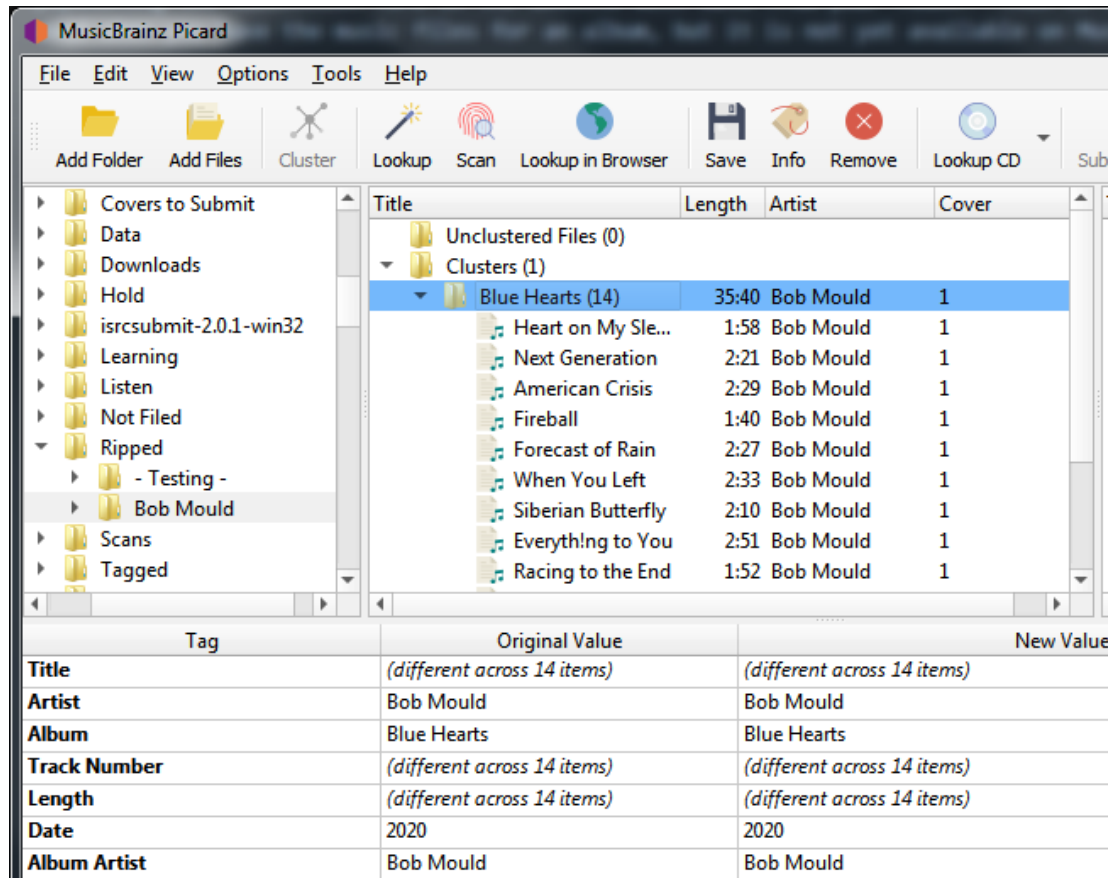 MusicBrainz Picard
File Edit View Options Tools Help
Add Folder Add Files Cluster Lookup Scan Lookup in Browser Save Info Remove Lookup CD Sub
Covers to Submit
Data
Downloads
Hold
isrcsubmit-2.0.1-win32
Learning
Listen
Not Filed
Ripped
- Testing -
Bob Mould
Scans
Tagged
Title Length Artist Cover
Unclustered Files (0)
Clusters (1)
Blue Hearts (14) 35:40 Bob Mould 1
Heart on My Sle... 1:58 Bob Mould 1
Next Generation 2:21 Bob Mould 1
American Crisis 2:29 Bob Mould 1
Fireball 1:40 Bob Mould 1
Forecast of Rain 2:27 Bob Mould 1
When You Left 2:33 Bob Mould 1
Siberian Butterfly 2:10 Bob Mould 1
Everyth!ng to You 2:51 Bob Mould 1
Racing to the End 1:52 Bob Mould 1
Tag Original Value New Value
Title (different across 14 items) (different across 14 items)
Artist Bob Mould Bob Mould
Album Blue Hearts Blue Hearts
Track Number (different across 14 items) (different across 14 items)
Length (different across 14 items) (different across 14 items)
Date 2020 2020
Album Artist Bob Mould Bob Mould